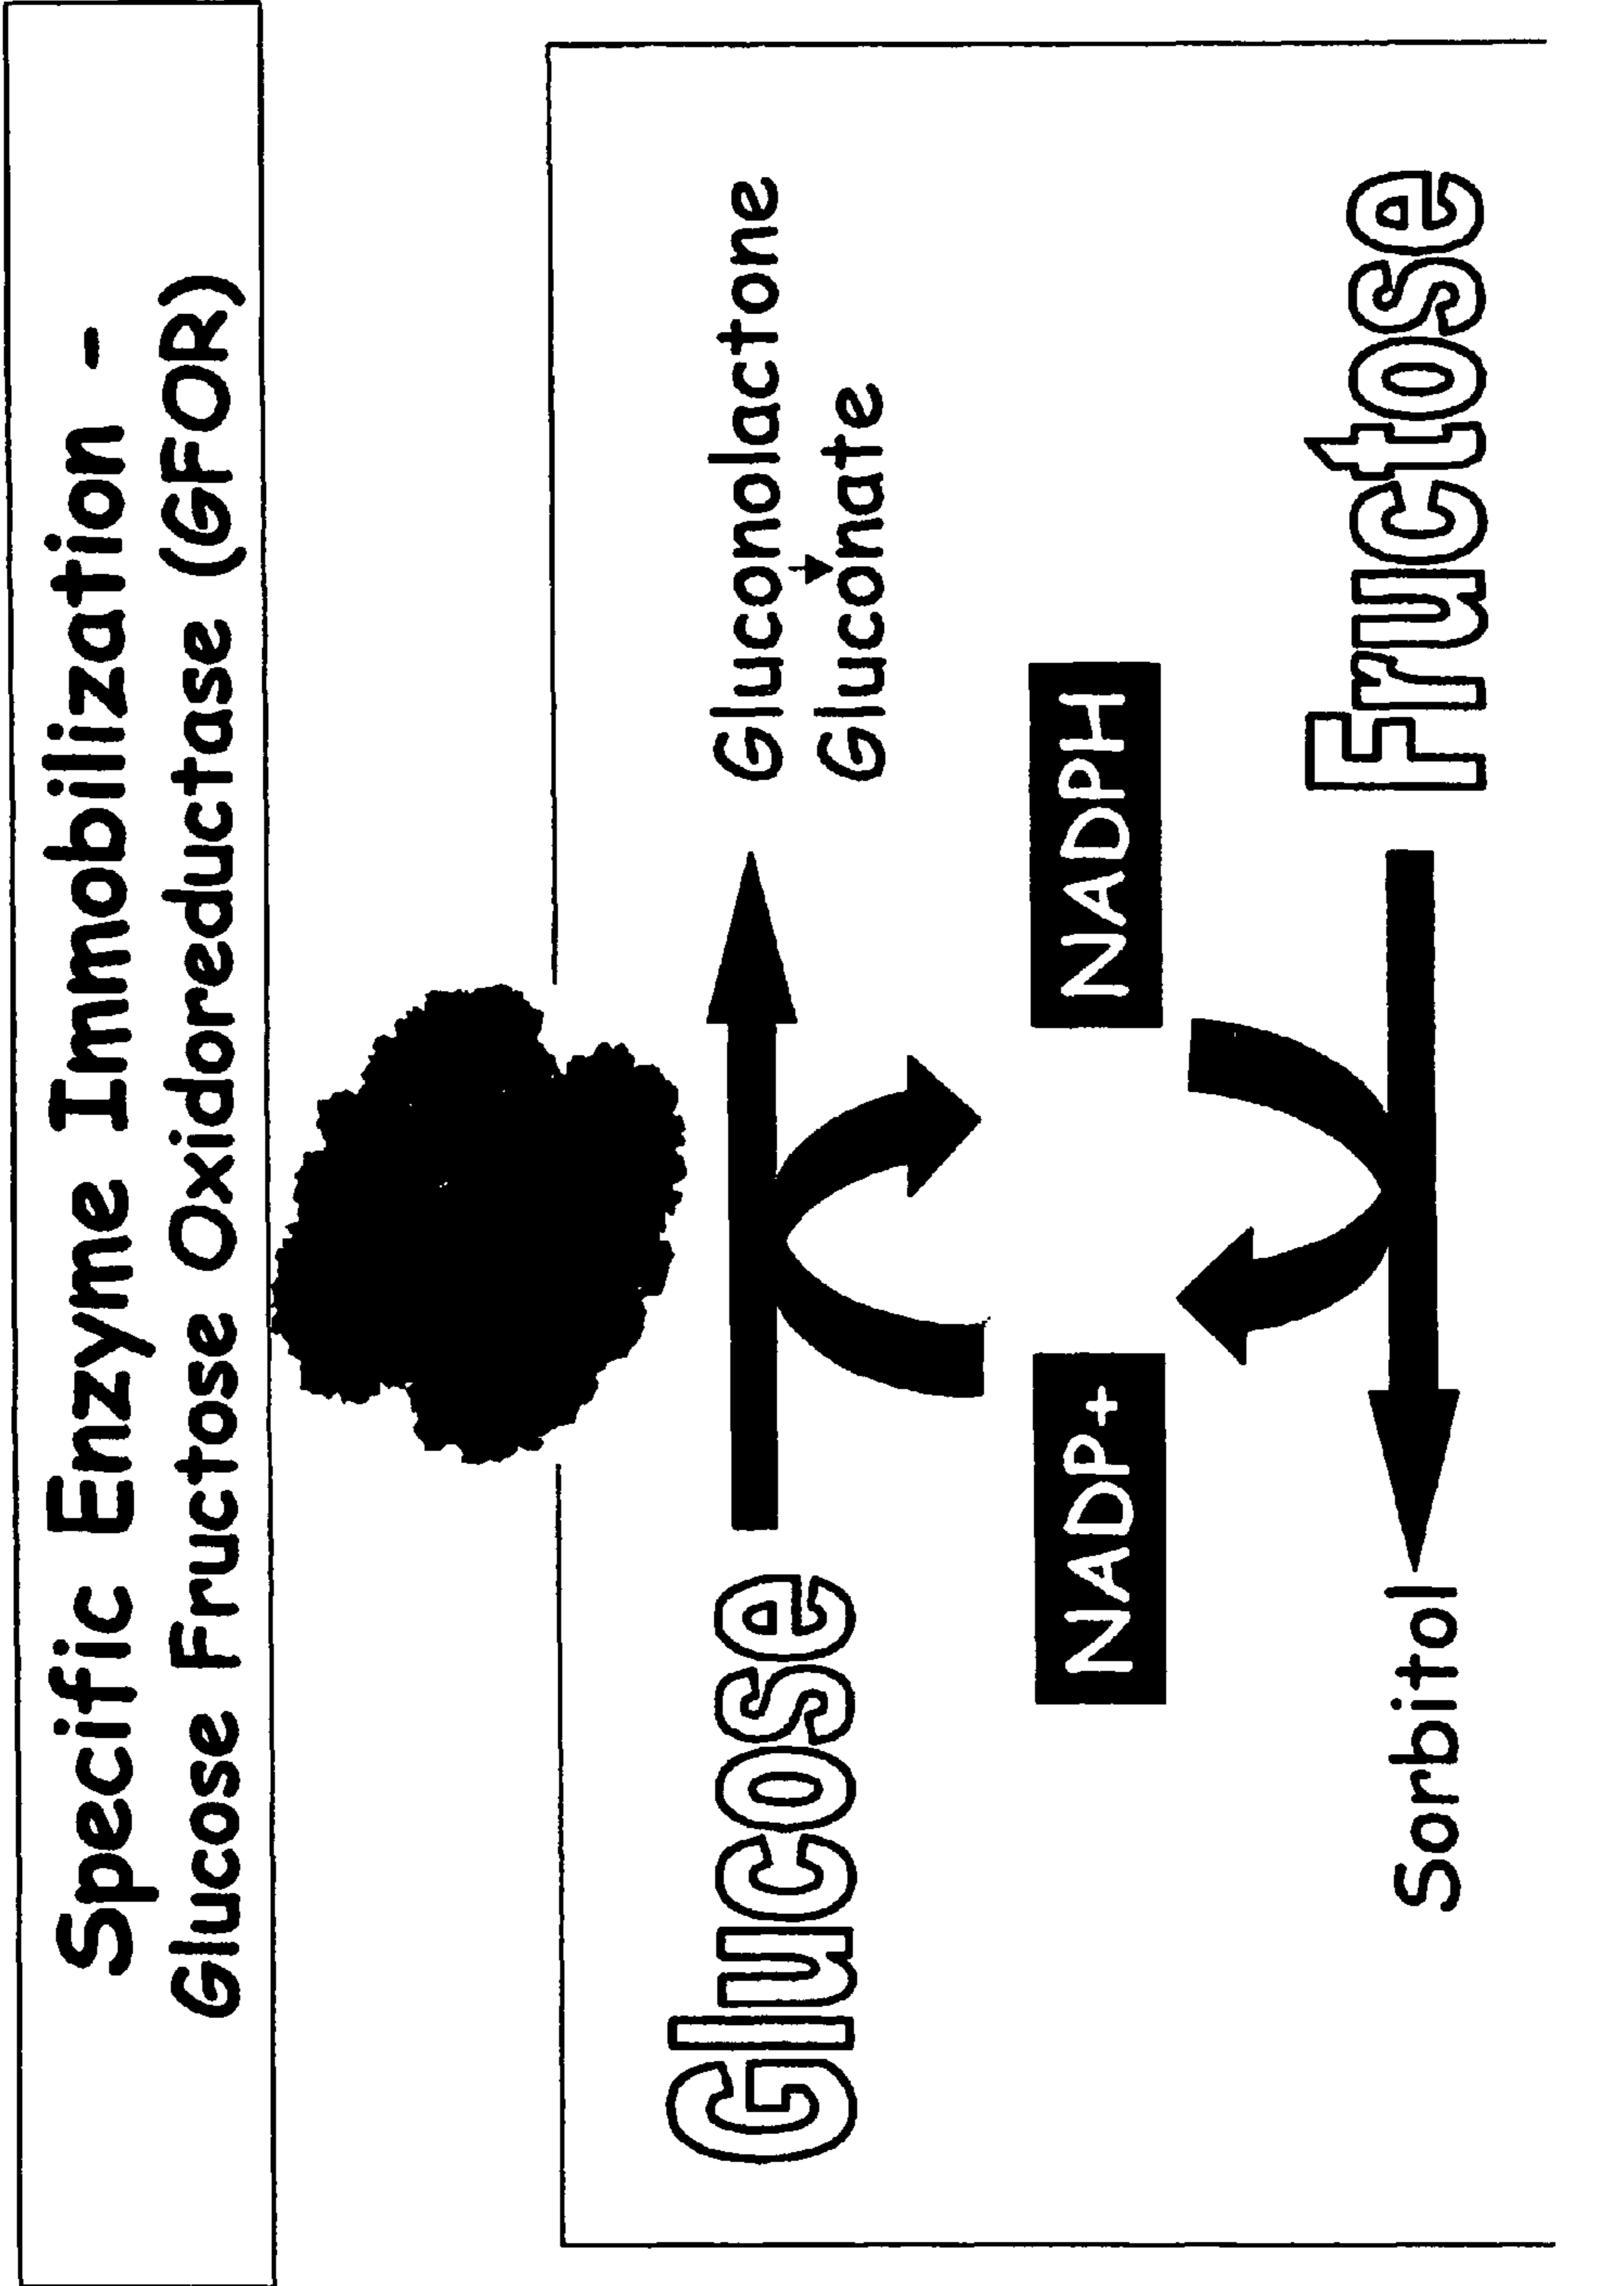 Specific Enzyme Immobilization -
Glucose Fructose Oxidoreductase (GFOR)
Glucose
Gluconolactone
Gluconate
NADP+
NADPH
Sorbitol
Fructose